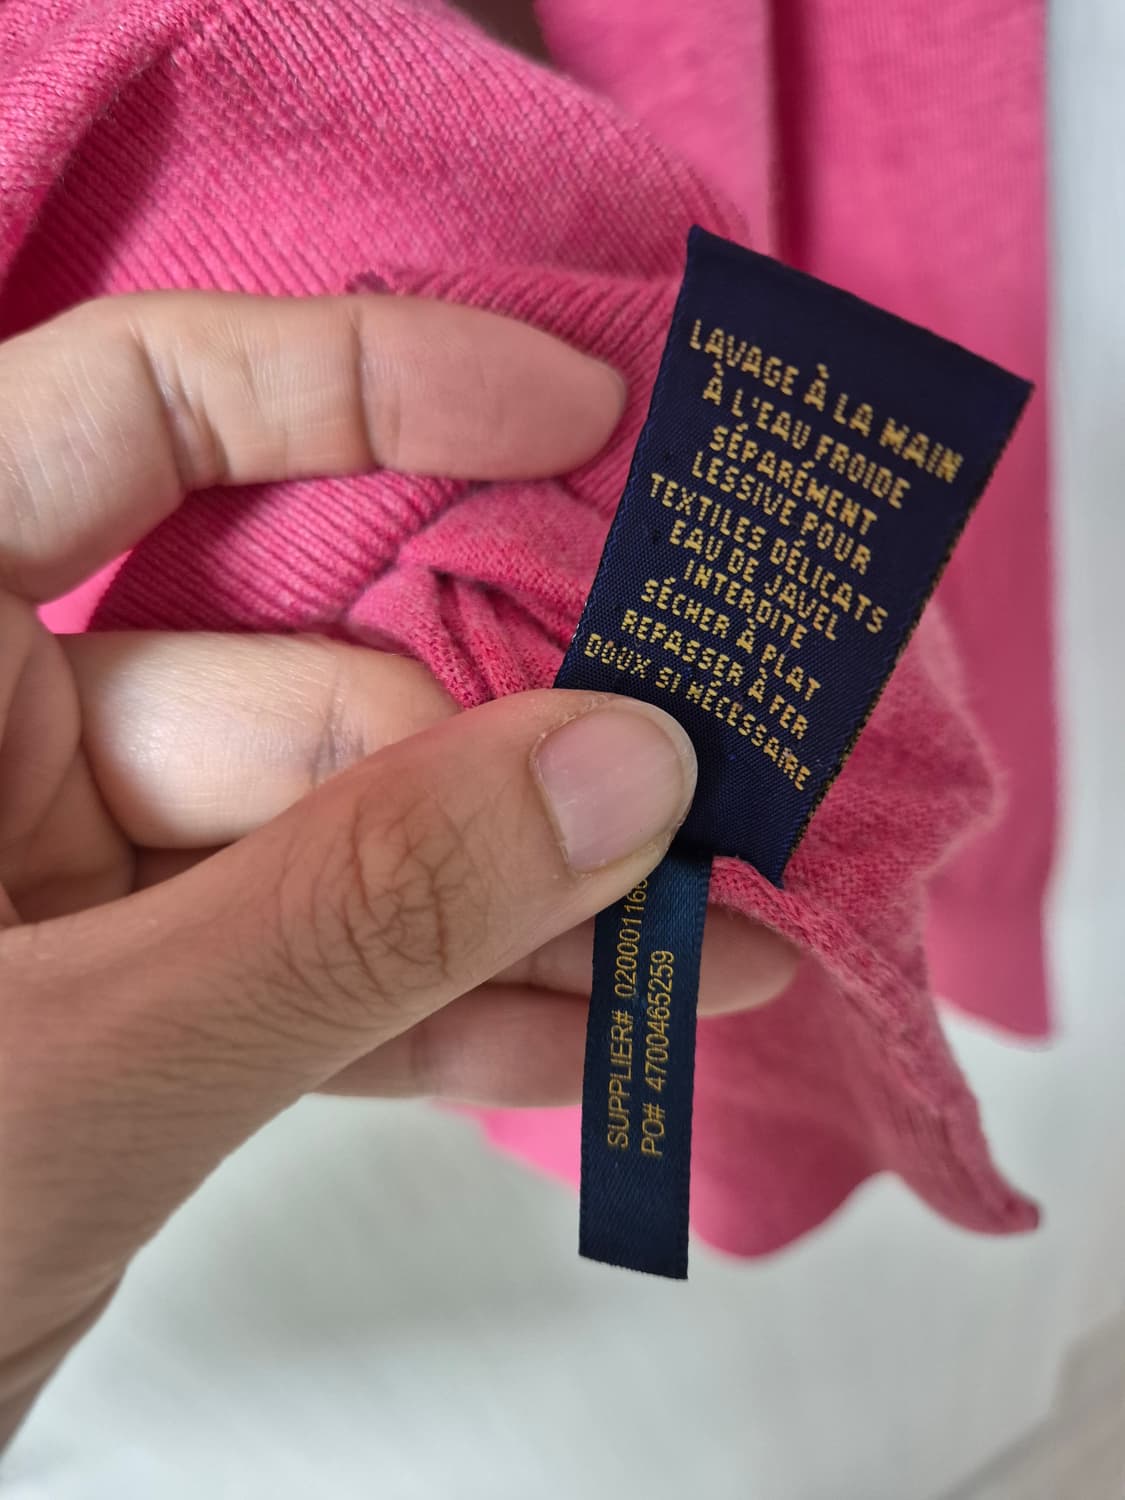 LAVAGE À LA MAIN
À L'EAU FROIDE
SÉPARÉMENT
LESSIVE POUR
TEXTILES DÉLICATS
EAU DE JAVEL
INTERDITE
SÉCHER À PLAT
REPASSER À FER
DOUX SI NÉCESSAIRE
SUPPLIER#
PO# 4700465259